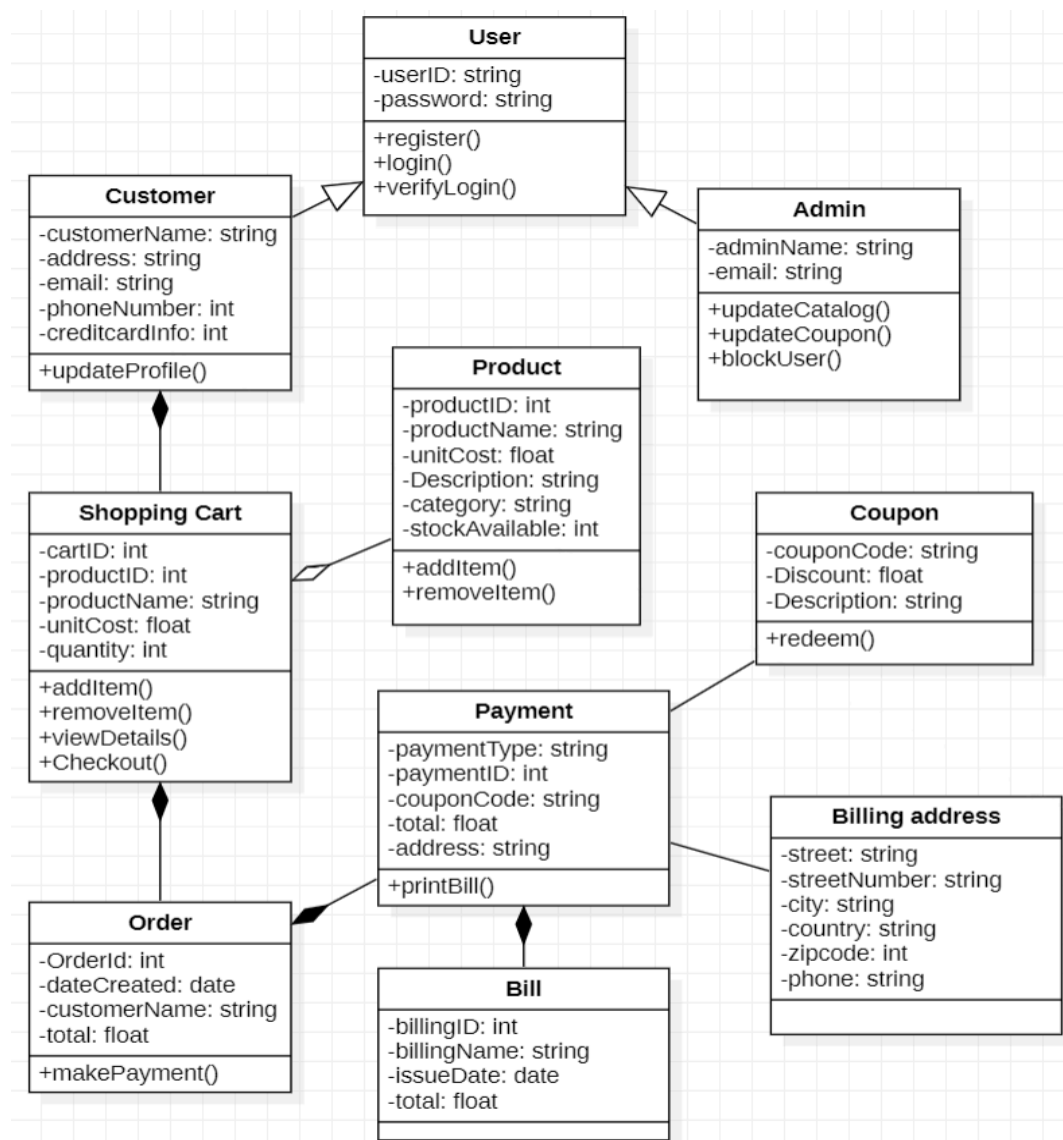 User
-userID: string
-password: string
+register()
+login()
+verifyLogin()
Customer
-customerName: string
-address: string
-email: string
-phoneNumber: int
-creditcardInfo: int
+updateProfile()
Admin
-adminName: string
-email: string
+updateCatalog()
+updateCoupon()
+blockUser()
Product
-productID: int
-productName: string
-unitCost: float
-Description: string
-category: string
-stockAvailable: int
+addItem()
+removeItem()
Shopping Cart
-cartID: int
-productID: int
-productName: string
-unitCost: float
-quantity: int
+addItem()
+removeItem()
+viewDetails()
+Checkout()
Coupon
-couponCode: string
-Discount: float
-Description: string
+redeem()
Payment
-paymentType: string
-paymentID: int
-couponCode: string
-total: float
-address: string
+printBill()
Billing address
-street: string
-streetNumber: string
-city: string
-country: string
-zipcode: int
-phone: string
Order
-OrderId: int
-dateCreated: date
-customerName: string
-total: float
+makePayment()
Bill
-billingID: int
-billingName: string
-issueDate: date
-total: float